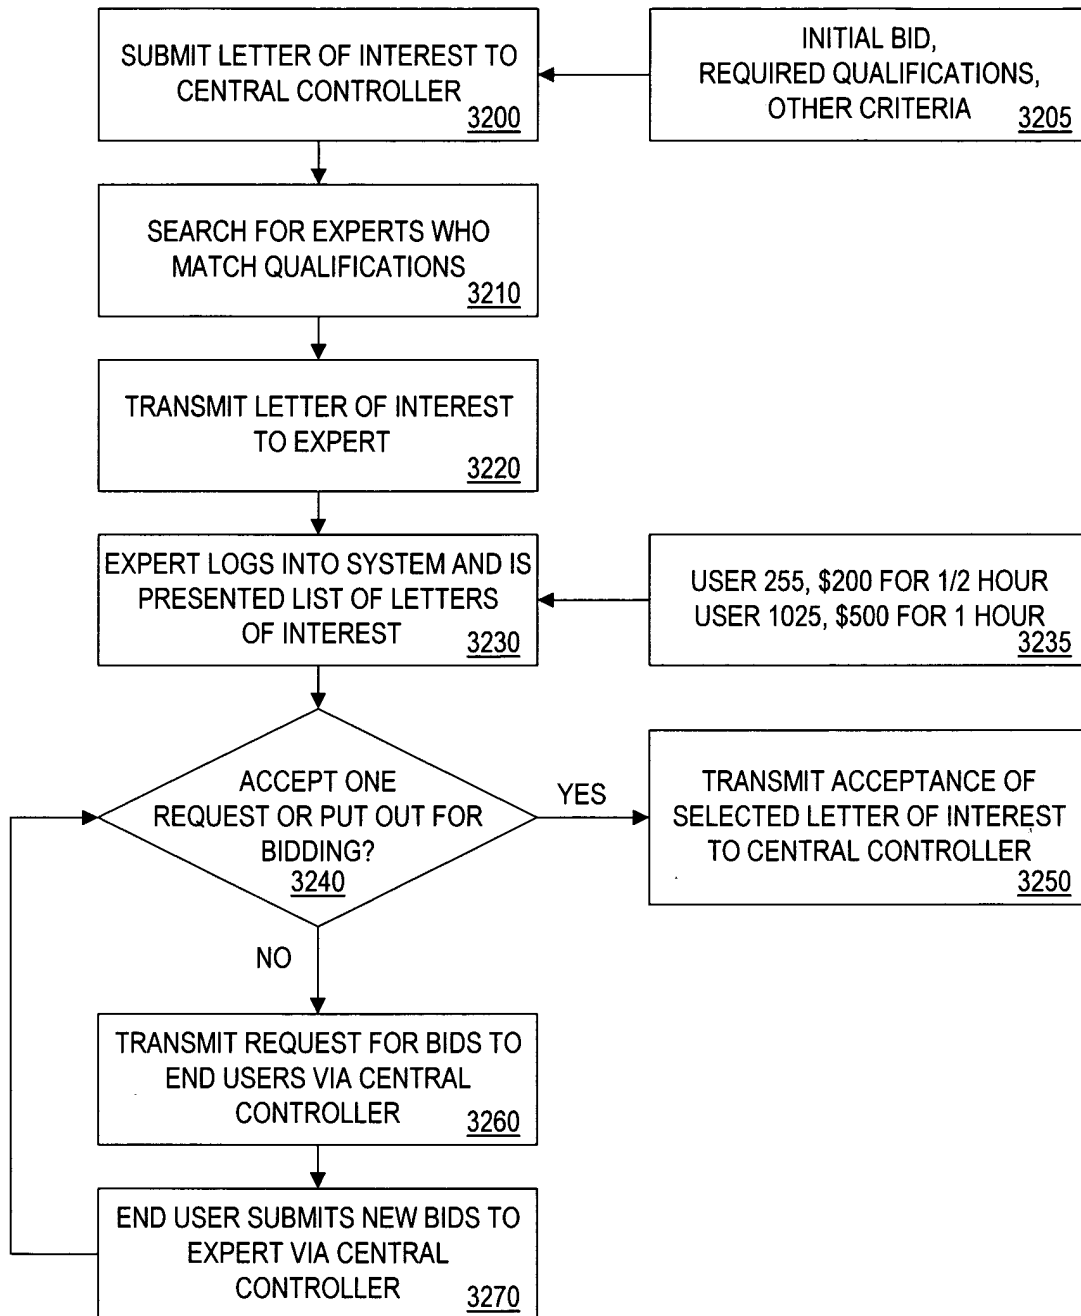 SUBMIT LETTER OF INTEREST TO
CENTRAL CONTROLLER
3200
INITIAL BID,
REQUIRED QUALIFICATIONS,
OTHER CRITERIA
3205
SEARCH FOR EXPERTS WHO
MATCH QUALIFICATIONS
3210
TRANSMIT LETTER OF INTEREST
TO EXPERT
3220
EXPERT LOGS INTO SYSTEM AND IS
PRESENTED LIST OF LETTERS
OF INTEREST
3230
USER 255, $200 FOR 1/2 HOUR
USER 1025, $500 FOR 1 HOUR
3235
ACCEPT ONE
REQUEST OR PUT OUT FOR
BIDDING?
3240
YES
TRANSMIT ACCEPTANCE OF
SELECTED LETTER OF INTEREST
TO CENTRAL CONTROLLER
3250
NO
TRANSMIT REQUEST FOR BIDS TO
END USERS VIA CENTRAL
CONTROLLER
3260
END USER SUBMITS NEW BIDS TO
EXPERT VIA CENTRAL
CONTROLLER
3270